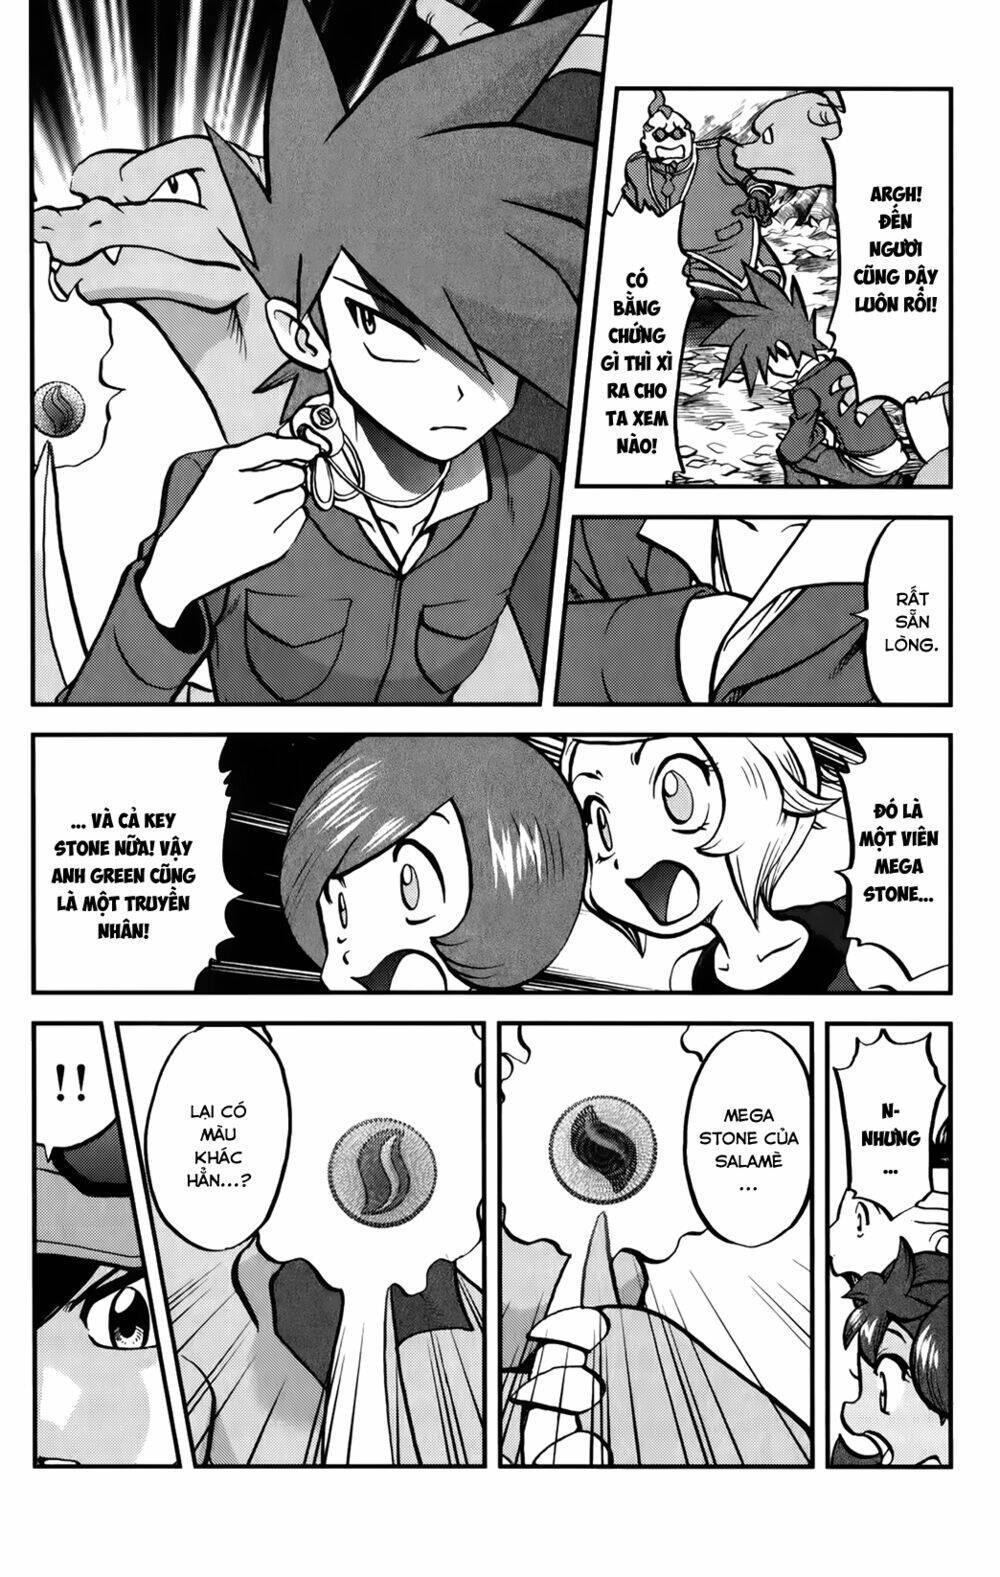 ARGH!
ĐẾN
NGƯƠI
CŨNG DẬY
LUÔN RỒI!
CÓ
BẰNG
CHỨNG
GÌ THÌ XÌ
RA CHO
TA XEM
NÀO!
RẤT
SẴN
LÒNG.
ĐÓ LÀ
MỘT VIÊN
MEGA
STONE...
... VÀ CẢ KEY
STONE NỮA! VẬY
ANH GREEN CŨNG
LÀ MỘT TRUYỀN
NHÂN!
N-
NHƯNG
...
MEGA
STONE CỦA
SALAMÈ
...
LẠI CÓ
MÀU
KHÁC
HẲN...?
!!